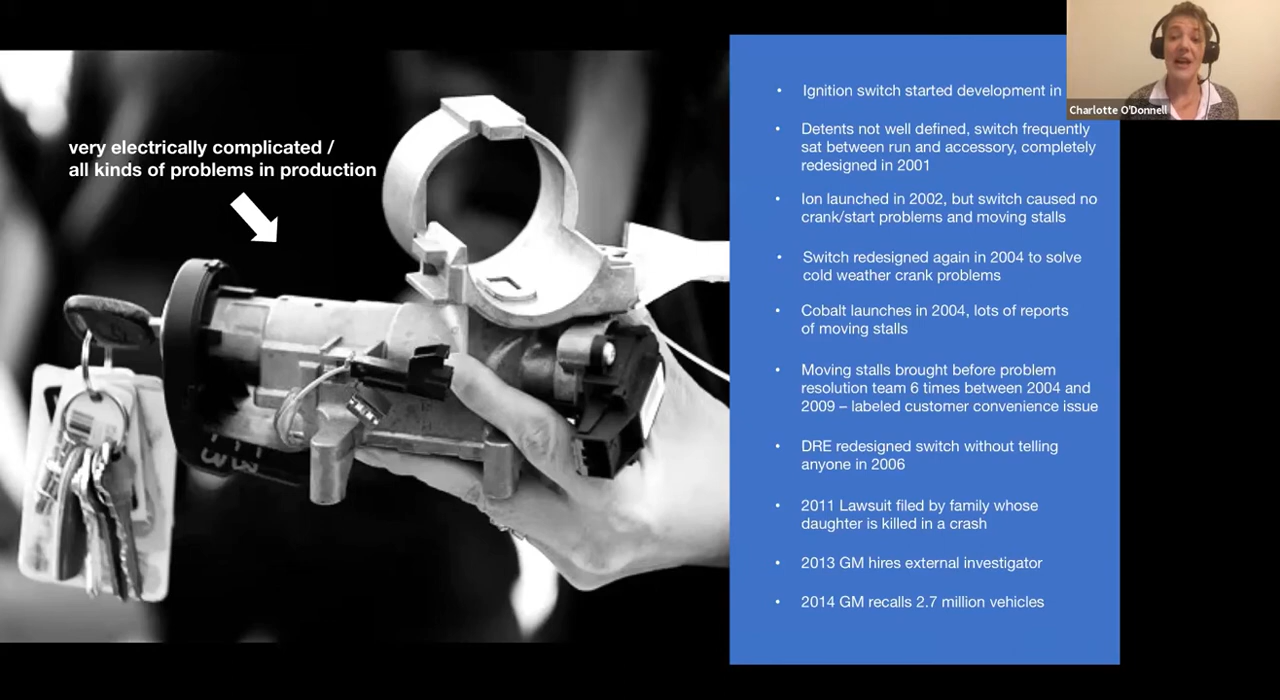 very electrically complicated /
all kinds of problems in production
• Ignition switch started development in
Charlotte O'Donnell
• Detents not well defined, switch frequently
sat between run and accessory, completely
redesigned in 2001
• Ion launched in 2002, but switch caused no
crank/start problems and moving stalls
• Switch redesigned again in 2004 to solve
cold weather crank problems
• Cobalt launches in 2004, lots of reports
of moving stalls
• Moving stalls brought before problem
resolution team 6 times between 2004 and
2009 – labeled customer convenience issue
• DRE redesigned switch without telling
anyone in 2006
• 2011 Lawsuit filed by family whose
daughter is killed in a crash
• 2013 GM hires external investigator
• 2014 GM recalls 2.7 million vehicles